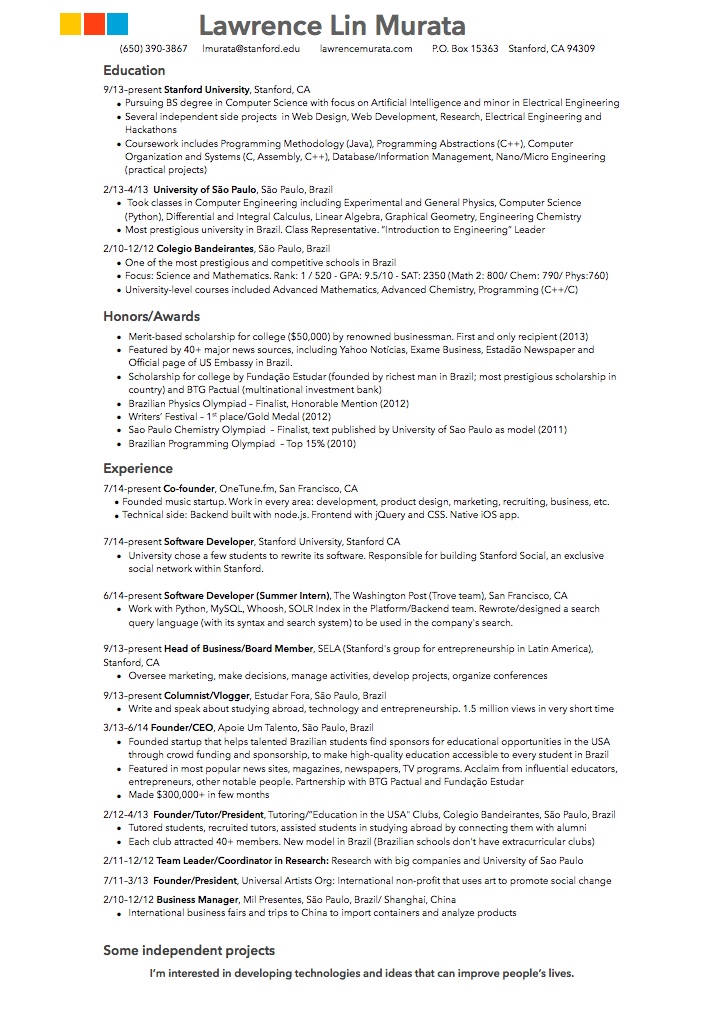 Lawrence Lin Murata
(650) 390-3867 lmurata@stanford.edu lawrencemurata.com P.O. Box 15363 Stanford, CA 94309
Education
9/13-present Stanford University, Stanford, CA
• Pursuing BS degree in Computer Science with focus on Artificial Intelligence and minor in Electrical Engineering
• Several independent side projects in Web Design, Web Development, Research, Electrical Engineering and
Hackathons
• Coursework includes Programming Methodology (Java), Programming Abstractions (C++), Computer
Organization and Systems (C, Assembly, C++), Database/Information Management, Nano/Micro Engineering
(practical projects)
2/13-4/13 University of São Paulo, São Paulo, Brazil
• Took classes in Computer Engineering including Experimental and General Physics, Computer Science
(Python), Differential and Integral Calculus, Linear Algebra, Graphical Geometry, Engineering Chemistry
• Most prestigious university in Brazil. Class Representative. “Introduction to Engineering” Leader
2/10-12/12 Colegio Bandeirantes, São Paulo, Brazil
• One of the most prestigious and competitive schools in Brazil
• Focus: Science and Mathematics. Rank: 1 / 520 - GPA: 9.5/10 - SAT: 2350 (Math 2: 800/ Chem: 790/ Phys:760)
• University-level courses included Advanced Mathematics, Advanced Chemistry, Programming (C++/C)
Honors/Awards
• Merit-based scholarship for college ($50,000) by renowned businessman. First and only recipient (2013)
• Featured by 40+ major news sources, including Yahoo Notícias, Exame Business, Estadão Newspaper and
Official page of US Embassy in Brazil.
• Scholarship for college by Fundação Estudar (founded by richest man in Brazil; most prestigious scholarship in
country) and BTG Pactual (multinational investment bank)
• Brazilian Physics Olympiad – Finalist, Honorable Mention (2012)
• Writers’ Festival – 1st place/Gold Medal (2012)
• Sao Paulo Chemistry Olympiad – Finalist, text published by University of Sao Paulo as model (2011)
• Brazilian Programming Olympiad – Top 15% (2010)
Experience
7/14-present Co-founder, OneTune.fm, San Francisco, CA
• Founded music startup. Work in every area: development, product design, marketing, recruiting, business, etc.
• Technical side: Backend built with node.js. Frontend with jQuery and CSS. Native iOS app.
7/14-present Software Developer, Stanford University, Stanford CA
• University chose a few students to rewrite its software. Responsible for building Stanford Social, an exclusive
social network within Stanford.
6/14-present Software Developer (Summer Intern), The Washington Post (Trove team), San Francisco, CA
• Work with Python, MySQL, Whoosh, SOLR Index in the Platform/Backend team. Rewrote/designed a search
query language (with its syntax and search system) to be used in the company's search.
9/13-present Head of Business/Board Member, SELA (Stanford's group for entrepreneurship in Latin America),
Stanford, CA
• Oversee marketing, make decisions, manage activities, develop projects, organize conferences
9/13-present Columnist/Vlogger, Estudar Fora, São Paulo, Brazil
• Write and speak about studying abroad, technology and entrepreneurship. 1.5 million views in very short time
3/13-6/14 Founder/CEO, Apoie Um Talento, São Paulo, Brazil
• Founded startup that helps talented Brazilian students find sponsors for educational opportunities in the USA
through crowd funding and sponsorship, to make high-quality education accessible to every student in Brazil
• Featured in most popular news sites, magazines, newspapers, TV programs. Acclaim from influential educators,
entrepreneurs, other notable people. Partnership with BTG Pactual and Fundação Estudar
• Made $300,000+ in few months
2/12-4/13 Founder/Tutor/President, Tutoring/"Education in the USA" Clubs, Colegio Bandeirantes, São Paulo, Brazil
• Tutored students, recruited tutors, assisted students in studying abroad by connecting them with alumni
• Each club attracted 40+ members. New model in Brazil (Brazilian schools don't have extracurricular clubs)
2/11-12/12 Team Leader/Coordinator in Research: Research with big companies and University of Sao Paulo
7/11-3/13 Founder/President, Universal Artists Org: International non-profit that uses art to promote social change
2/10-12/12 Business Manager, Mil Presentes, São Paulo, Brazil/ Shanghai, China
• International business fairs and trips to China to import containers and analyze products
Some independent projects
I’m interested in developing technologies and ideas that can improve people’s lives.